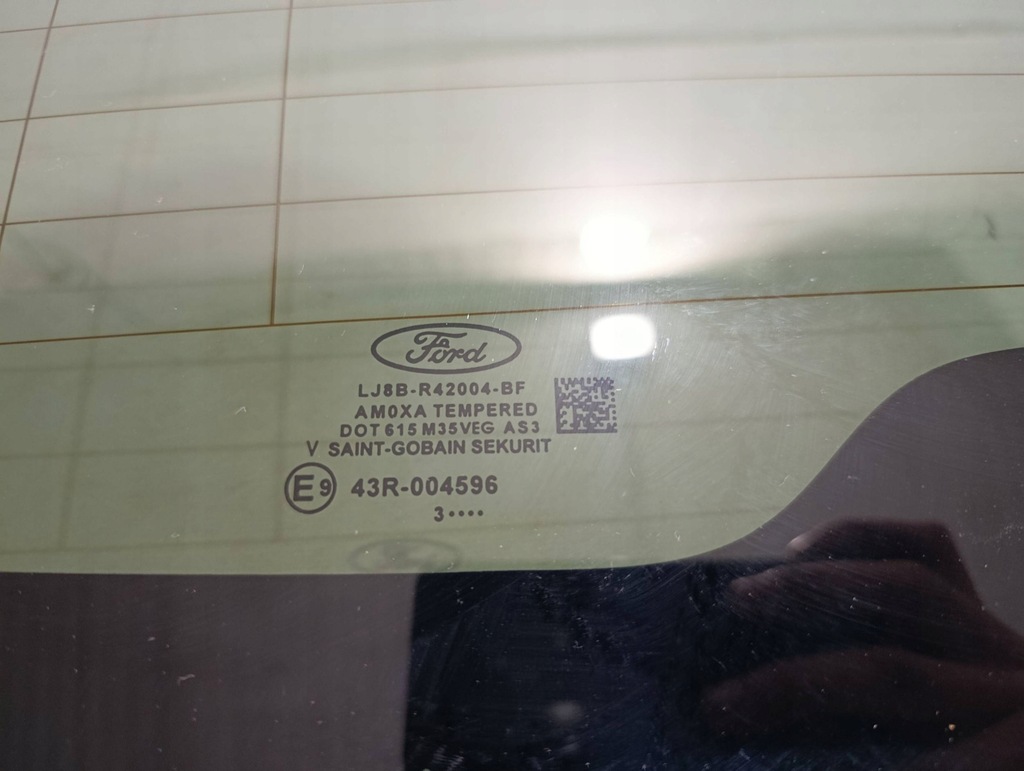 Ford
LJ8B-R42004-BF
AM0XA TEMPERED
DOT 615 M35VEG AS3
V SAINT-GOBAIN SEKURIT
E9 43R-004596
3••••